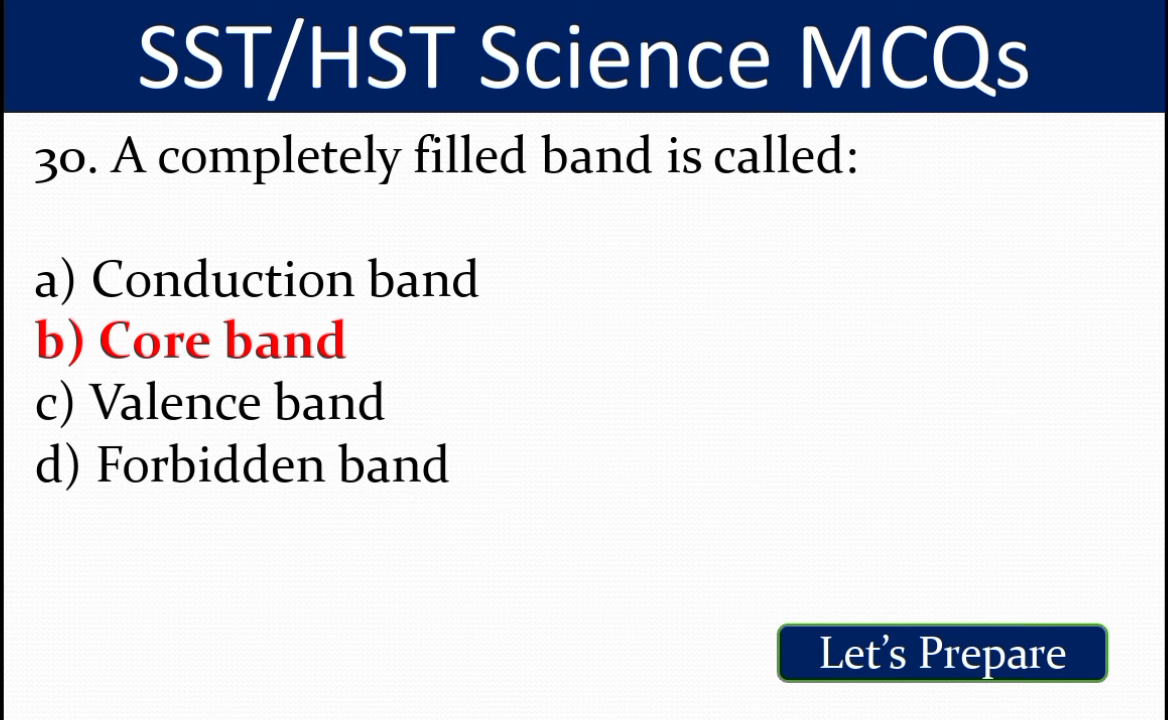 SST/HST Science MCQs
30. A completely filled band is called:
a) Conduction band
b) Core band
c) Valence band
d) Forbidden band
Let’s Prepare